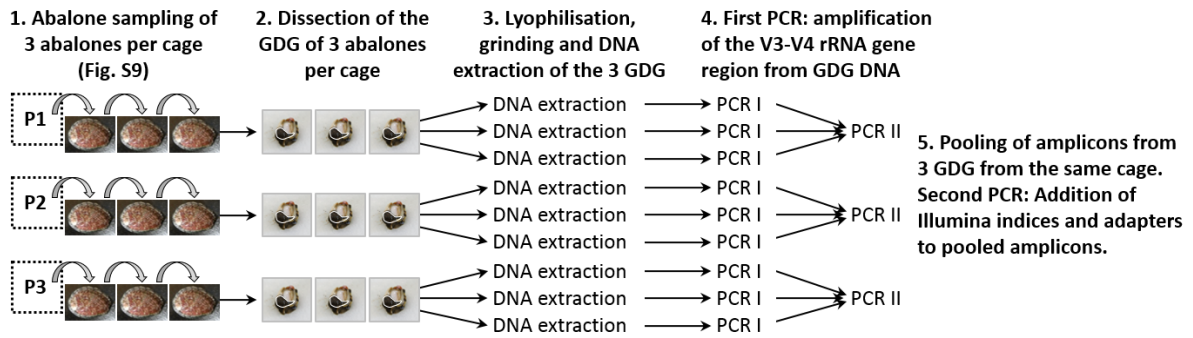 1. Abalone sampling of
3 abalones per cage
(Fig. S9)
2. Dissection of the
GDG of 3 abalones
per cage
3. Lyophilisation,
grinding and DNA
extraction of the 3 GDG
4. First PCR: amplification
of the V3-V4 rRNA gene
region from GDG DNA
P1
DNA extraction
PCR I
DNA extraction
PCR I
DNA extraction
PCR I
PCR II
P2
DNA extraction
PCR I
DNA extraction
PCR I
DNA extraction
PCR I
PCR II
P3
DNA extraction
PCR I
DNA extraction
PCR I
DNA extraction
PCR I
PCR II
5. Pooling of amplicons from
3 GDG from the same cage.
Second PCR: Addition of
Illumina indices and adapters
to pooled amplicons.